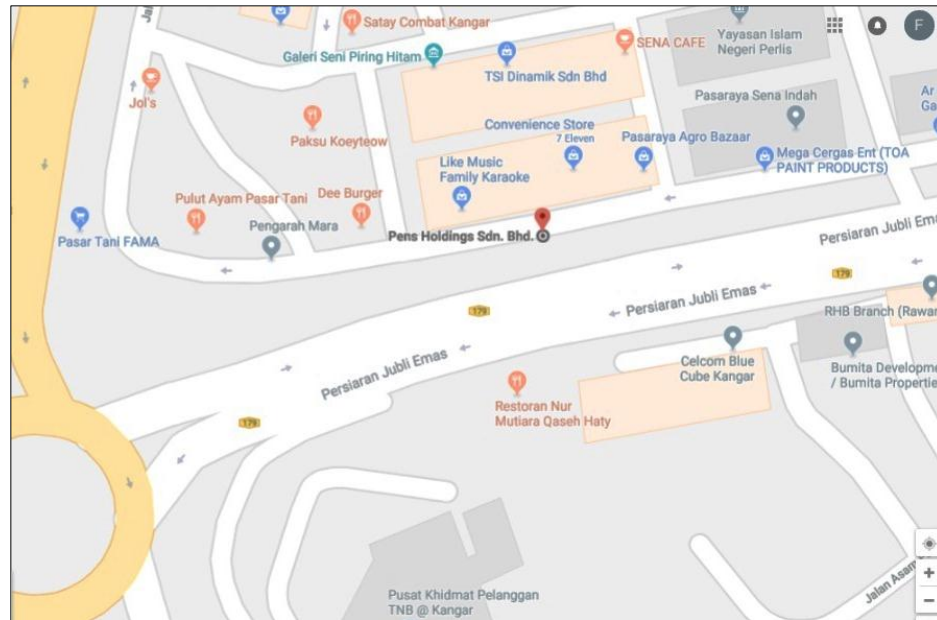 Jal
Satay Combat Kangar
Galeri Seni Piring Hitam
SENA CAFE
Yayasan Islam
Negeri Perlis
F
TSI Dinamik Sdn Bhd
Jol's
Pasaraya Sena Indah
Ar
Ga
Paksu Koeyteow
Convenience Store
7 Eleven
Pasaraya Agro Bazaar
Mega Cergas Ent (TOA
PAINT PRODUCTS)
Like Music
Family Karaoke
Pulut Ayam Pasar Tani
Dee Burger
Pasar Tani FAMA
Pengarah Mara
Pens Holdings Sdn. Bhd.
Persiaran Jubli Emas
179
179
Persiaran Jubli Emas
RHB Branch (Rawan
Persiaran Jubli Emas
Celcom Blue
Cube Kangar
Bumita Developme
/ Bumita Propertie
Restoran Nur
Mutiara Qaseh Haty
179
Pusat Khidmat Pelanggan
TNB @ Kangar
Jalan Asam
+
−